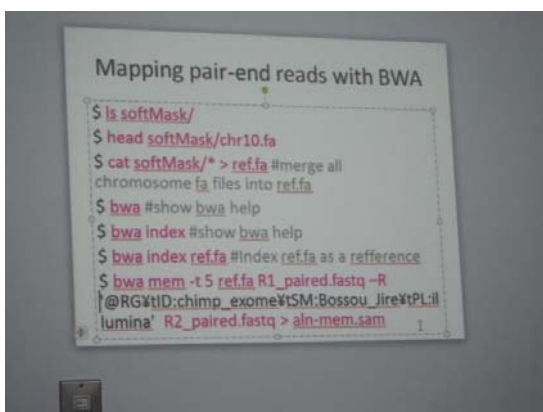 Mapping pair-end reads with BWA
$ ls softMask/
$ head softMask/chr10.fa
$ cat softMask/* > ref.fa #merge all
chromosome fa files into ref.fa
$ bwa #show bwa help
$ bwa index #show bwa help
$ bwa index ref.fa #Index ref.fa as a refference
$ bwa mem -t 5 ref.fa R1_paired.fastq –R
'@RG¥tID:chimp_exome¥tSM:Bossou_Jire¥tPL:il
lumina' R2_paired.fastq > aln-mem.sam